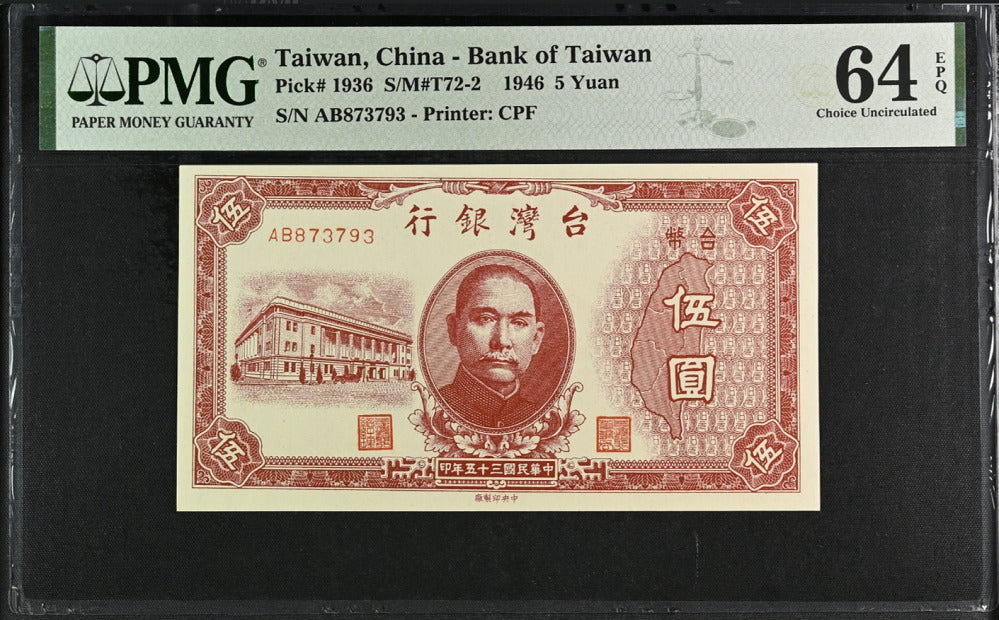 PMG®
PAPER MONEY GUARANTY
Taiwan, China - Bank of Taiwan
Pick# 1936 S/M#T72-2 1946 5 Yuan
S/N AB873793 - Printer: CPF
64 EPQ
Choice Uncirculated
伍
伍
行銀灣台
AB873793
幣台
伍
圓
伍
伍
印年五十三國民華中
中央印製廠